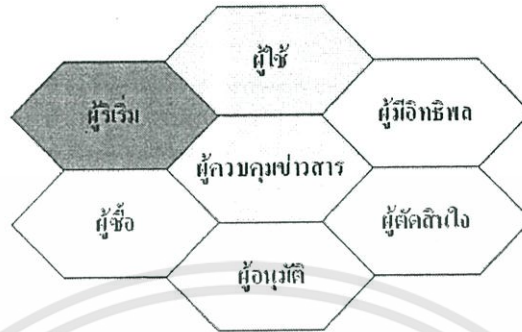 ผู้ใช้
ผู้ริเริ่ม
ผู้มีอิทธิพล
ผู้ควบคุมข่าวสาร
ผู้ซื้อ
ผู้ตัดสินใจ
ผู้อนุมัติ